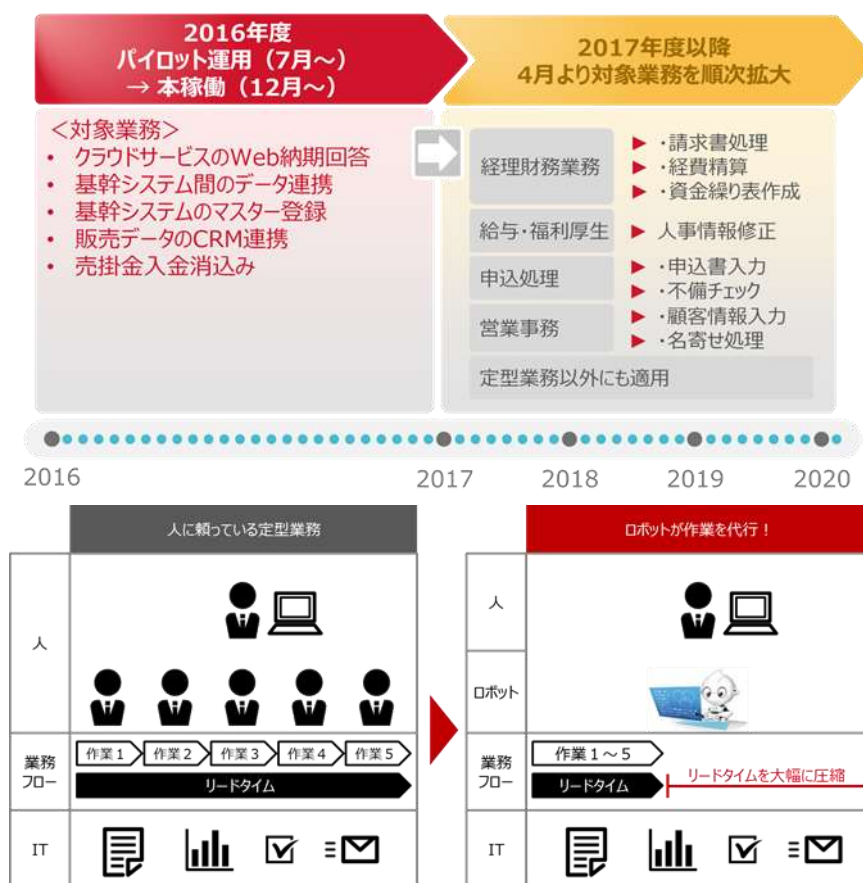 2016年度
パイロット運用（7月～）
→ 本稼働（12月～）
2017年度以降
4月より対象業務を順次拡大
＜対象業務＞
• クラウドサービスのWeb納期回答
• 基幹システム間のデータ連携
• 基幹システムのマスター登録
• 販売データのCRM連携
• 売掛金入金消込み
経理財務業務
・請求書処理
・経費精算
・資金繰り表作成
給与・福利厚生
人事情報修正
申込処理
・申込書入力
・不備チェック
営業事務
・顧客情報入力
・名寄せ処理
定型業務以外にも適用
2016
2017
2018
2019
2020
人に頼っている定型業務
人
業務
フロー
作業1
作業2
作業3
作業4
作業5
リードタイム
IT
ロボットが作業を代行！
人
ロボット
業務
フロー
作業1～5
リードタイム
リードタイムを大幅に圧縮
IT